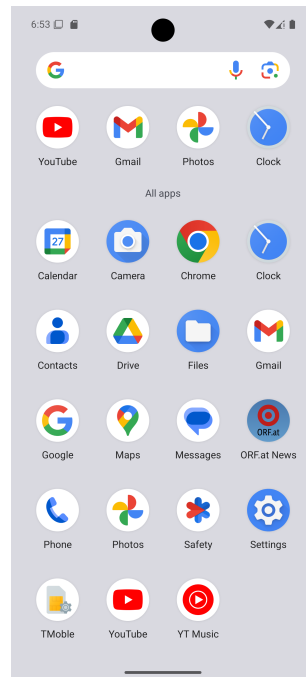 6:53
YouTube Gmail Photos Clock
All apps
27
Calendar Camera Chrome Clock
Contacts Drive Files Gmail
ORF.at
Google Maps Messages ORF.at News
Phone Photos Safety Settings
TMoble YouTube YT Music